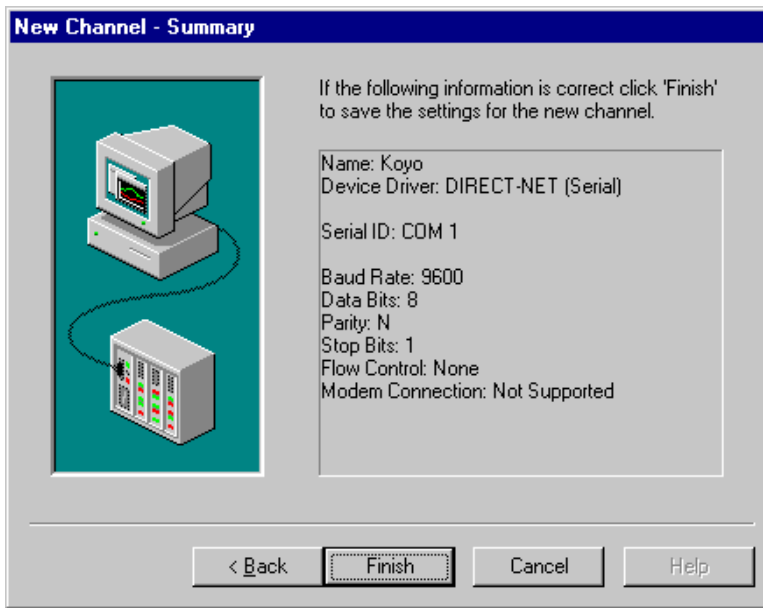 New Channel - Summary
If the following information is correct click 'Finish'
to save the settings for the new channel.
Name: Koyo
Device Driver: DIRECT-NET (Serial)
Serial ID: COM 1
Baud Rate: 9600
Data Bits: 8
Parity: N
Stop Bits: 1
Flow Control: None
Modem Connection: Not Supported
< Back
Finish
Cancel
Help